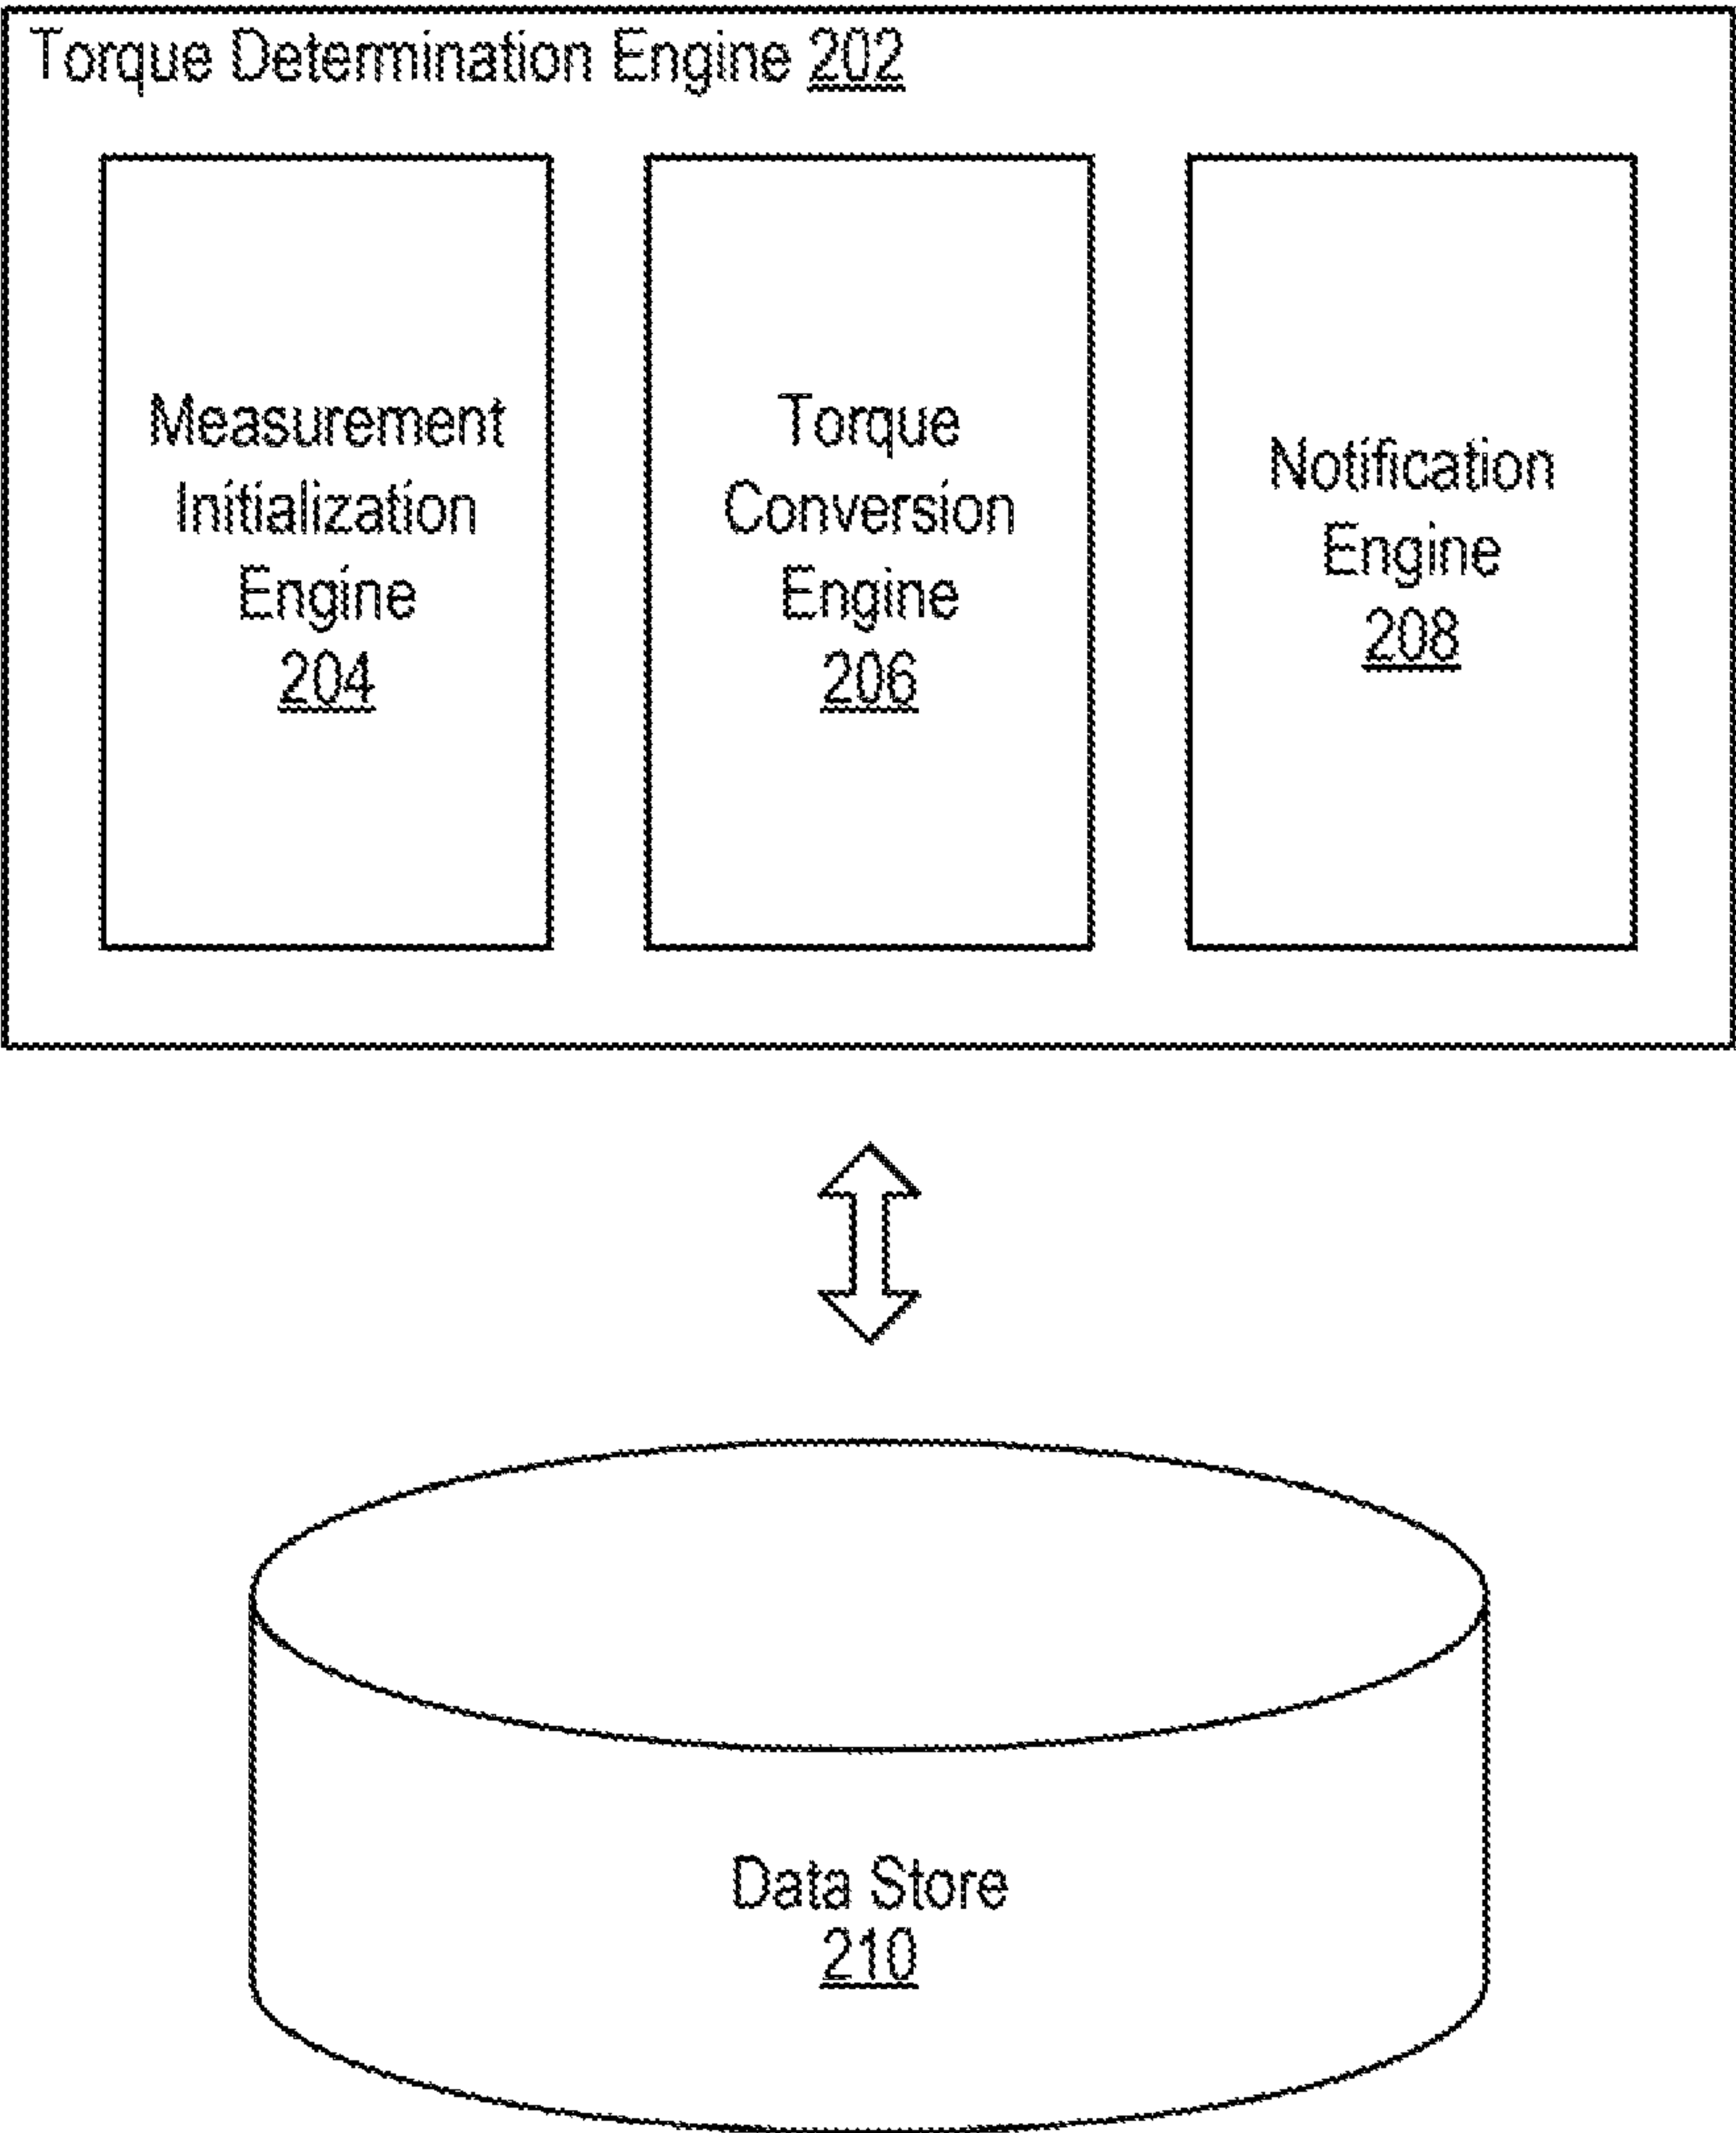 Torque Determination Engine 202
Measurement
Initialization
Engine
204
Torque
Conversion
Engine
206
Notification
Engine
208
Data Store
210